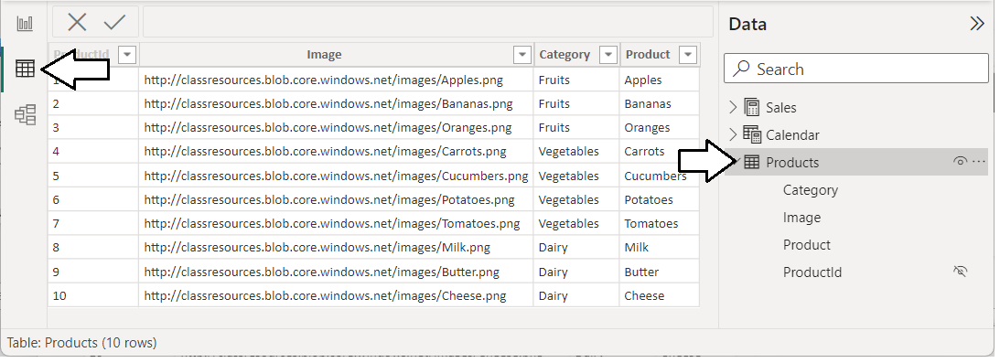 Data
ProductId Image Category Product
Search
1 http://classresources.blob.core.windows.net/images/Apples.png Fruits Apples
2 http://classresources.blob.core.windows.net/images/Bananas.png Fruits Bananas
3 http://classresources.blob.core.windows.net/images/Oranges.png Fruits Oranges
4 http://classresources.blob.core.windows.net/images/Carrots.png Vegetables Carrots
5 http://classresources.blob.core.windows.net/images/Cucumbers.png Vegetables Cucumbers
6 http://classresources.blob.core.windows.net/images/Potatoes.png Vegetables Potatoes
7 http://classresources.blob.core.windows.net/images/Tomatoes.png Vegetables Tomatoes
8 http://classresources.blob.core.windows.net/images/Milk.png Dairy Milk
9 http://classresources.blob.core.windows.net/images/Butter.png Dairy Butter
10 http://classresources.blob.core.windows.net/images/Cheese.png Dairy Cheese
Sales
Calendar
Products
Category
Image
Product
ProductId
Table: Products (10 rows)